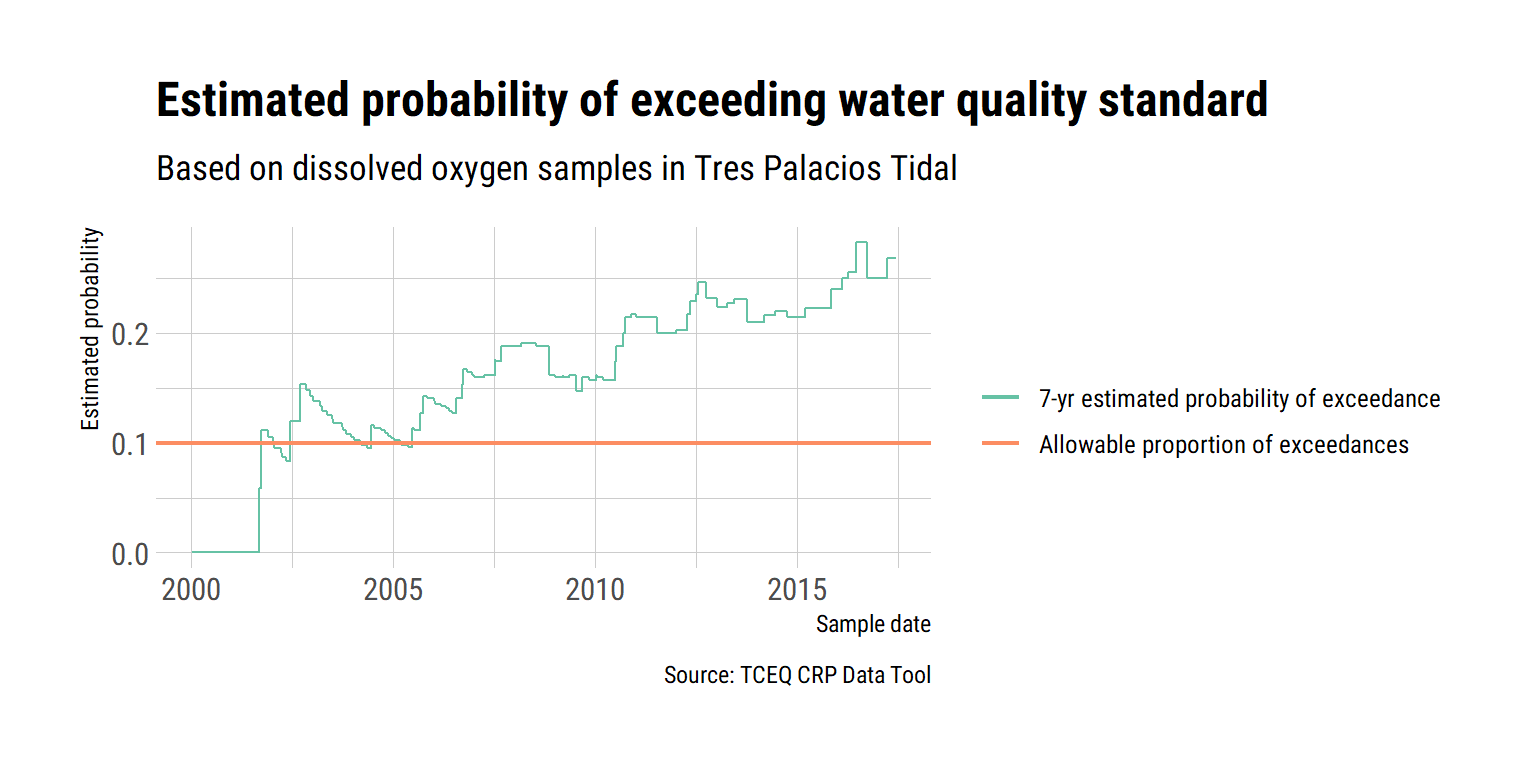 Estimated probability of exceeding water quality standard
Based on dissolved oxygen samples in Tres Palacios Tidal
Estimated probability
0.2
0.1
0.0
2000 2005 2010 2015
Sample date
7-yr estimated probability of exceedance
Allowable proportion of exceedances
Source: TCEQ CRP Data Tool